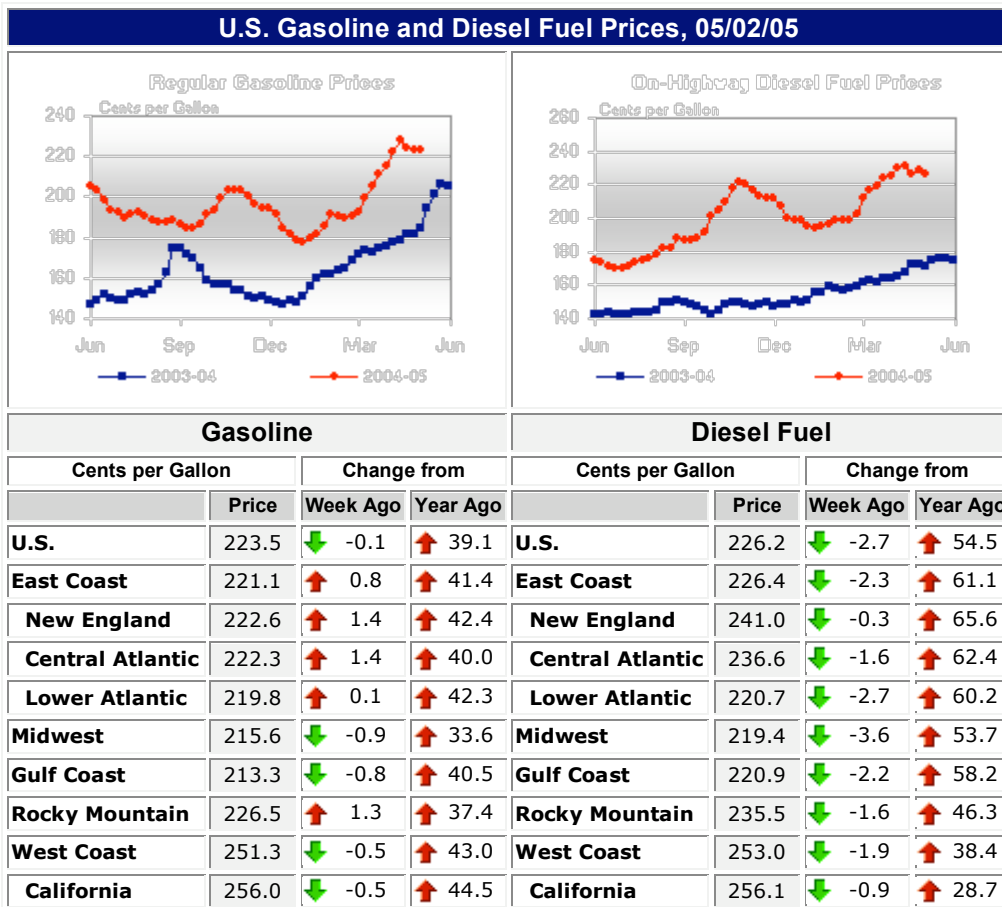 U.S. Gasoline and Diesel Fuel Prices, 05/02/05
Regular Gasoline Prices
Cents per Gallon
240
220
200
180
160
140
Jun Sep Dec Mar Jun
2003-04 2004-05
On-Highway Diesel Fuel Prices
Cents per Gallon
260
240
220
200
180
160
140
Jun Sep Dec Mar Jun
2003-04 2004-05
Gasoline Diesel Fuel
Cents per Gallon Change from Cents per Gallon Change from
Price Week Ago Year Ago Price Week Ago Year Ago
U.S. 223.5 -0.1 39.1 U.S. 226.2 -2.7 54.5
East Coast 221.1 0.8 41.4 East Coast 226.4 -2.3 61.1
New England 222.6 1.4 42.4 New England 241.0 -0.3 65.6
Central Atlantic 222.3 1.4 40.0 Central Atlantic 236.6 -1.6 62.4
Lower Atlantic 219.8 0.1 42.3 Lower Atlantic 220.7 -2.7 60.2
Midwest 215.6 -0.9 33.6 Midwest 219.4 -3.6 53.7
Gulf Coast 213.3 -0.8 40.5 Gulf Coast 220.9 -2.2 58.2
Rocky Mountain 226.5 1.3 37.4 Rocky Mountain 235.5 -1.6 46.3
West Coast 251.3 -0.5 43.0 West Coast 253.0 -1.9 38.4
California 256.0 -0.5 44.5 California 256.1 -0.9 28.7